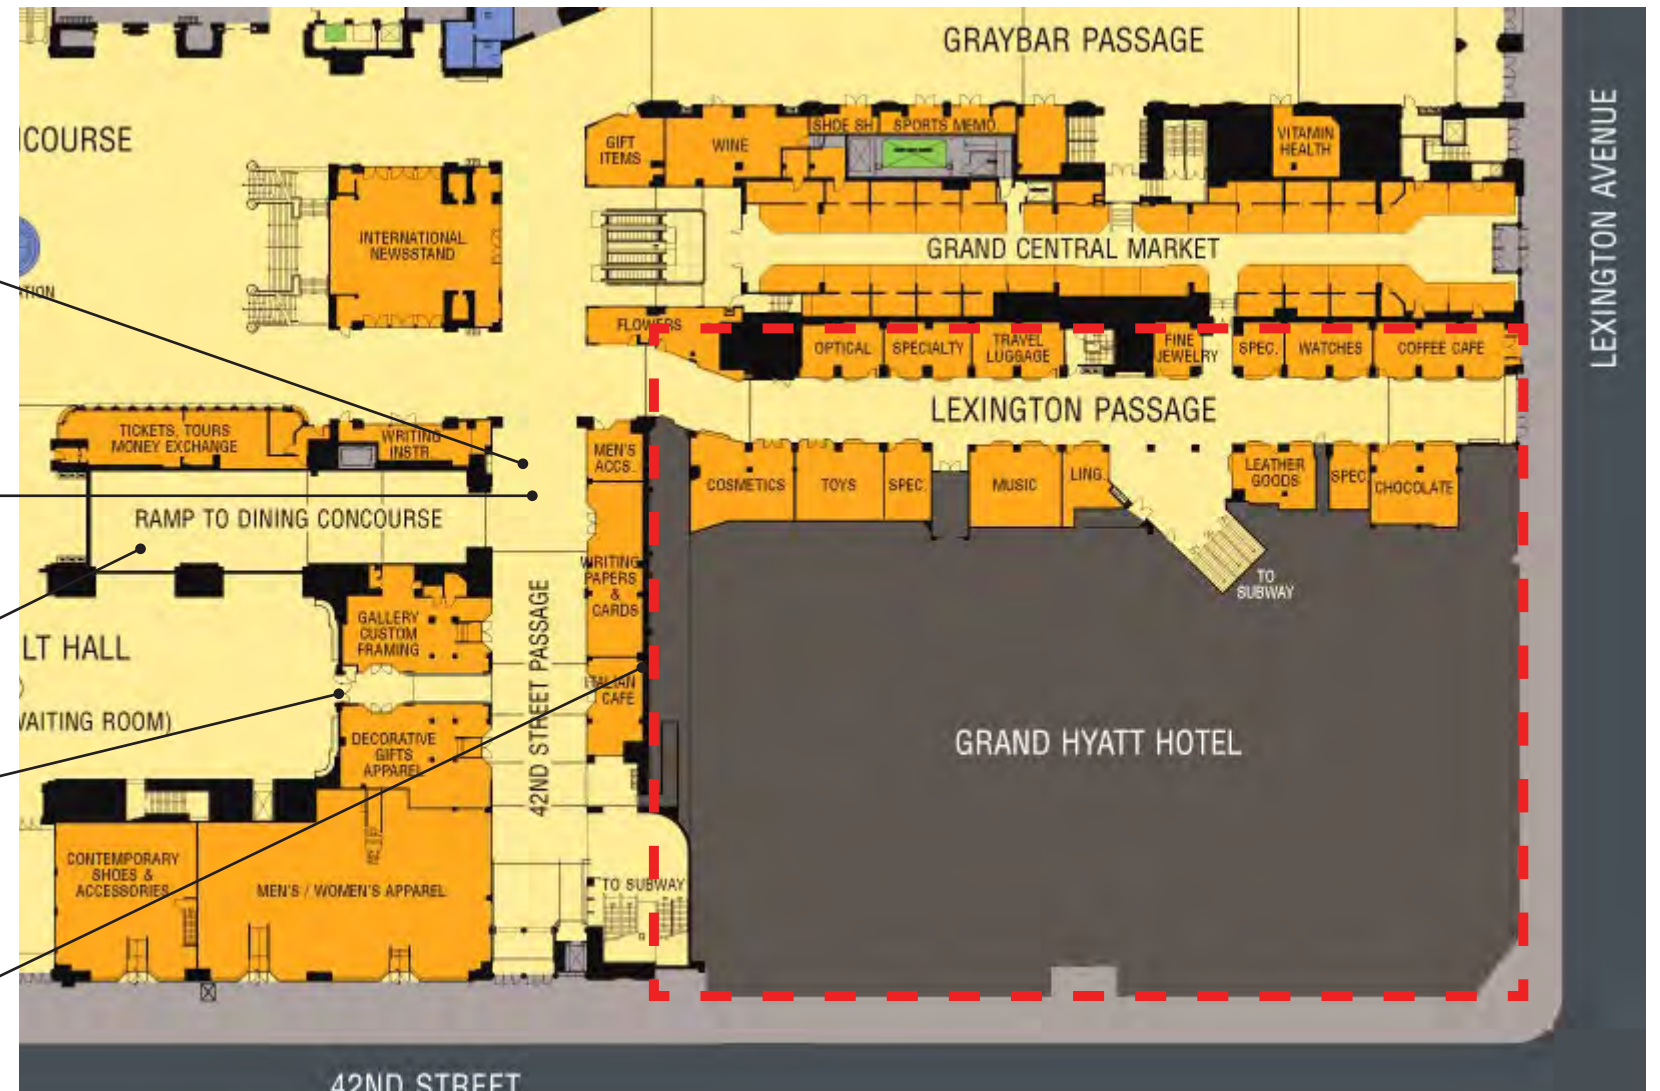 GRAYBAR PASSAGE
LEXINGTON AVENUE
COURSE
GIFT
ITEMS
WINE
SHOE SH
SPORTS MEMO.
VITAMIN
HEALTH
INTERNATIONAL
NEWSSTAND
GRAND CENTRAL MARKET
ATION
FLOWERS
OPTICAL
SPECIALTY
TRAVEL
LUGGAGE
FINE
JEWELRY
SPEC.
WATCHES
COFFEE CAFE
LEXINGTON PASSAGE
TICKETS, TOURS
MONEY EXCHANGE
WRITING
INSTR.
MEN'S
ACCS.
COSMETICS
TOYS
SPEC.
MUSIC
LING.
LEATHER
GOODS
SPEC.
CHOCOLATE
RAMP TO DINING CONCOURSE
WRITING
PAPERS
&
CARDS
TO
SUBWAY
GALLERY
CUSTOM
FRAMING
42ND STREET PASSAGE
LT HALL
ITALIAN
CAFE
WAITING ROOM)
DECORATIVE
GIFTS
APPAREL
GRAND HYATT HOTEL
CONTEMPORARY
SHOES &
ACCESSORIES
MEN'S / WOMEN'S APPAREL
TO SUBWAY
42ND STREET